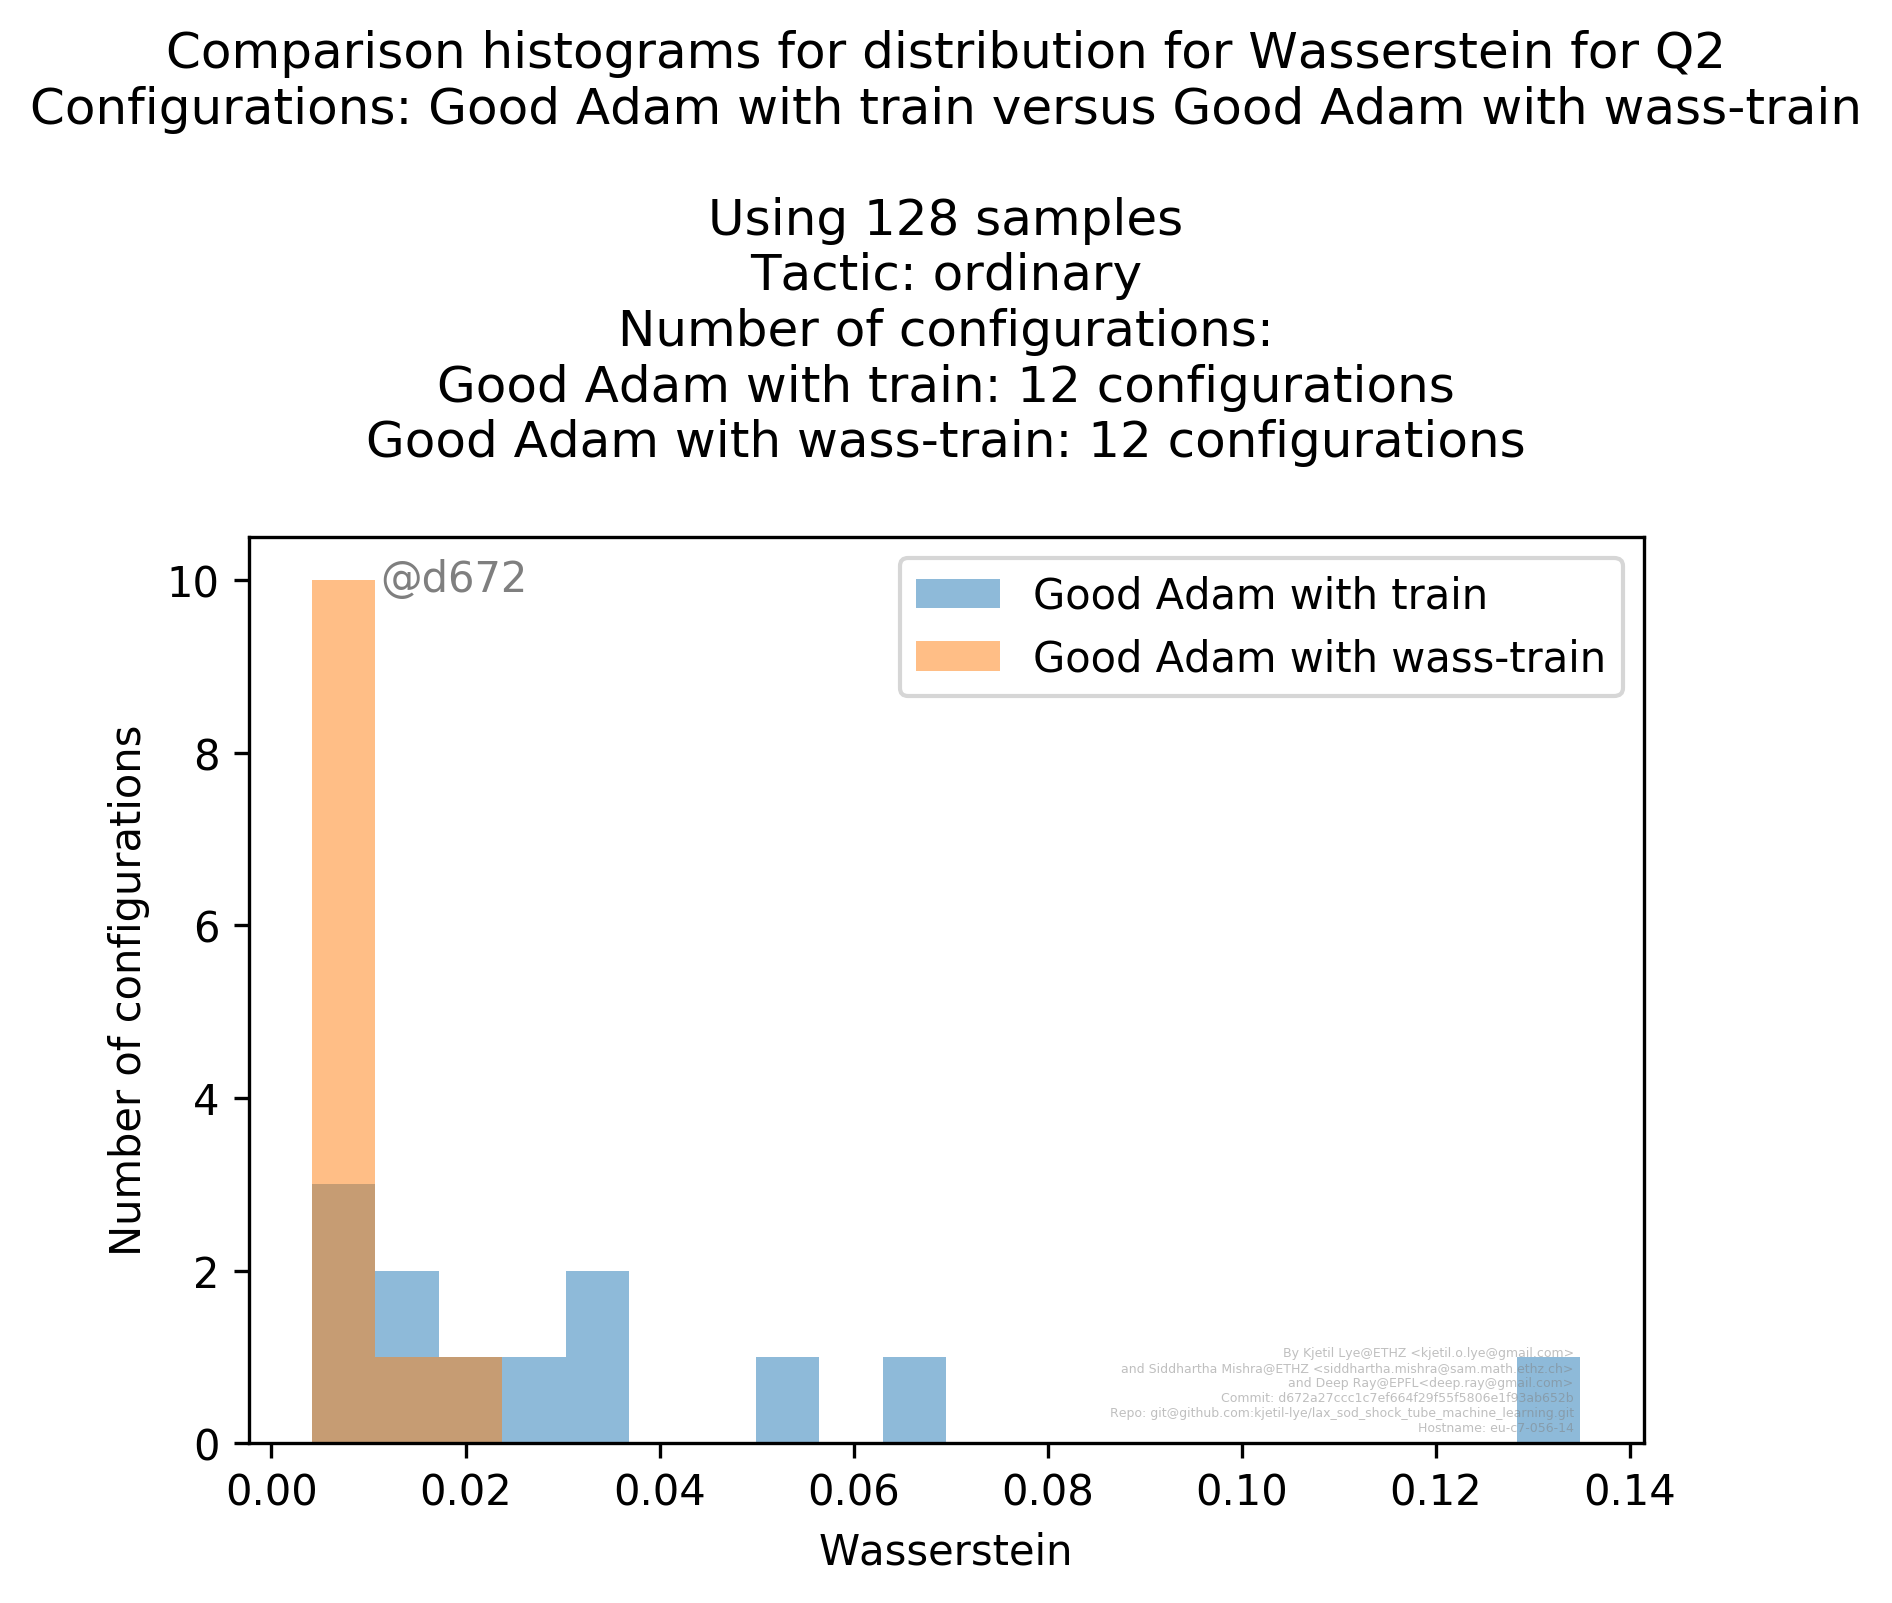 Comparison histograms for distribution for Wasserstein for Q2
Configurations: Good Adam with train versus Good Adam with wass-train
Using 128 samples
Tactic: ordinary
Number of configurations:
Good Adam with train: 12 configurations
Good Adam with wass-train: 12 configurations
@d672
Good Adam with train
Good Adam with wass-train
Number of configurations
10
8
6
4
2
0
By Kjetil Lye@ETHZ <kjetil.o.lye@gmail.com>
and Siddhartha Mishra@ETHZ <siddhartha.mishra@sam.math.ethz.ch>
and Deep Ray@EPFL<deep.ray@gmail.com>
Commit: d672a27ccc1c7ef664f29f55f5806e1f93ab652b
Repo: git@github.com:kjetil-lye/lax_sod_shock_tube_machine_learning.git
Hostname: eu-c7-056-14
0.00 0.02 0.04 0.06 0.08 0.10 0.12 0.14
Wasserstein